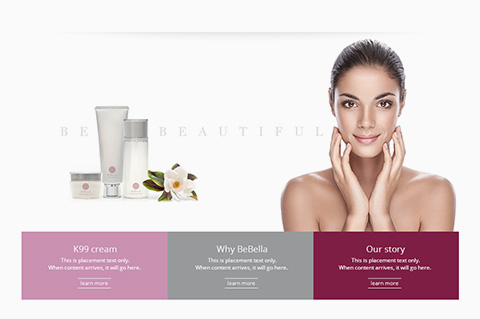 BE BEAUTIFUL
K99 cream
This is placement text only.
When content arrives, it will go here.
learn more
Why BeBella
This is placement text only.
When content arrives, it will go here.
learn more
Our story
This is placement text only.
When content arrives, it will go here.
learn more